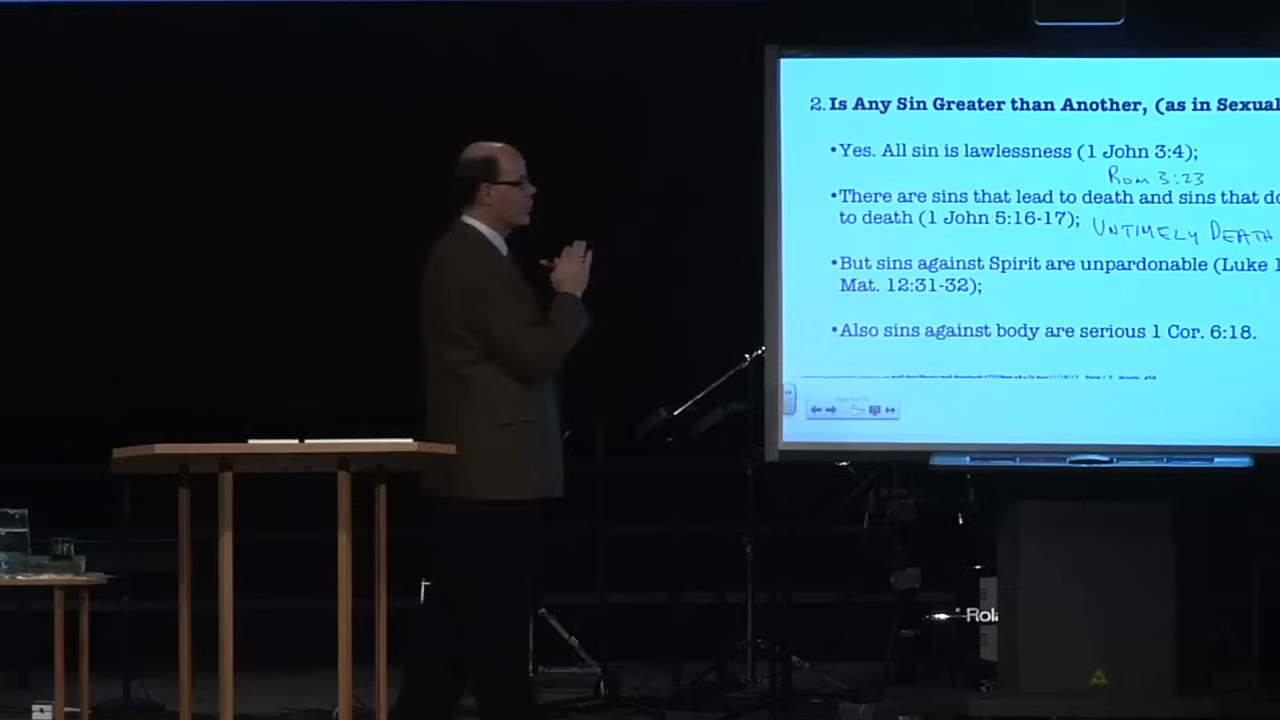 2. Is Any Sin Greater than Another, (as in Sexual
•Yes. All sin is lawlessness (1 John 3:4);
Rom 3:23
•There are sins that lead to death and sins that do
to death (1 John 5:16-17);
UNTIMELY DEATH
•But sins against Spirit are unpardonable (Luke 1
Mat. 12:31-32);
•Also sins against body are serious 1 Cor. 6:18.
Rol